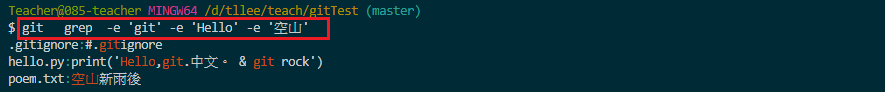 Teacher@085-teacher MINGW64 /d/tllee/teach/gitTest (master)
$ git  grep  -e 'git' -e 'Hello' -e '空山'
.gitignore:#.gitignore
hello.py:print('Hello,git.中文。 & git rock')
poem.txt:空山新雨後